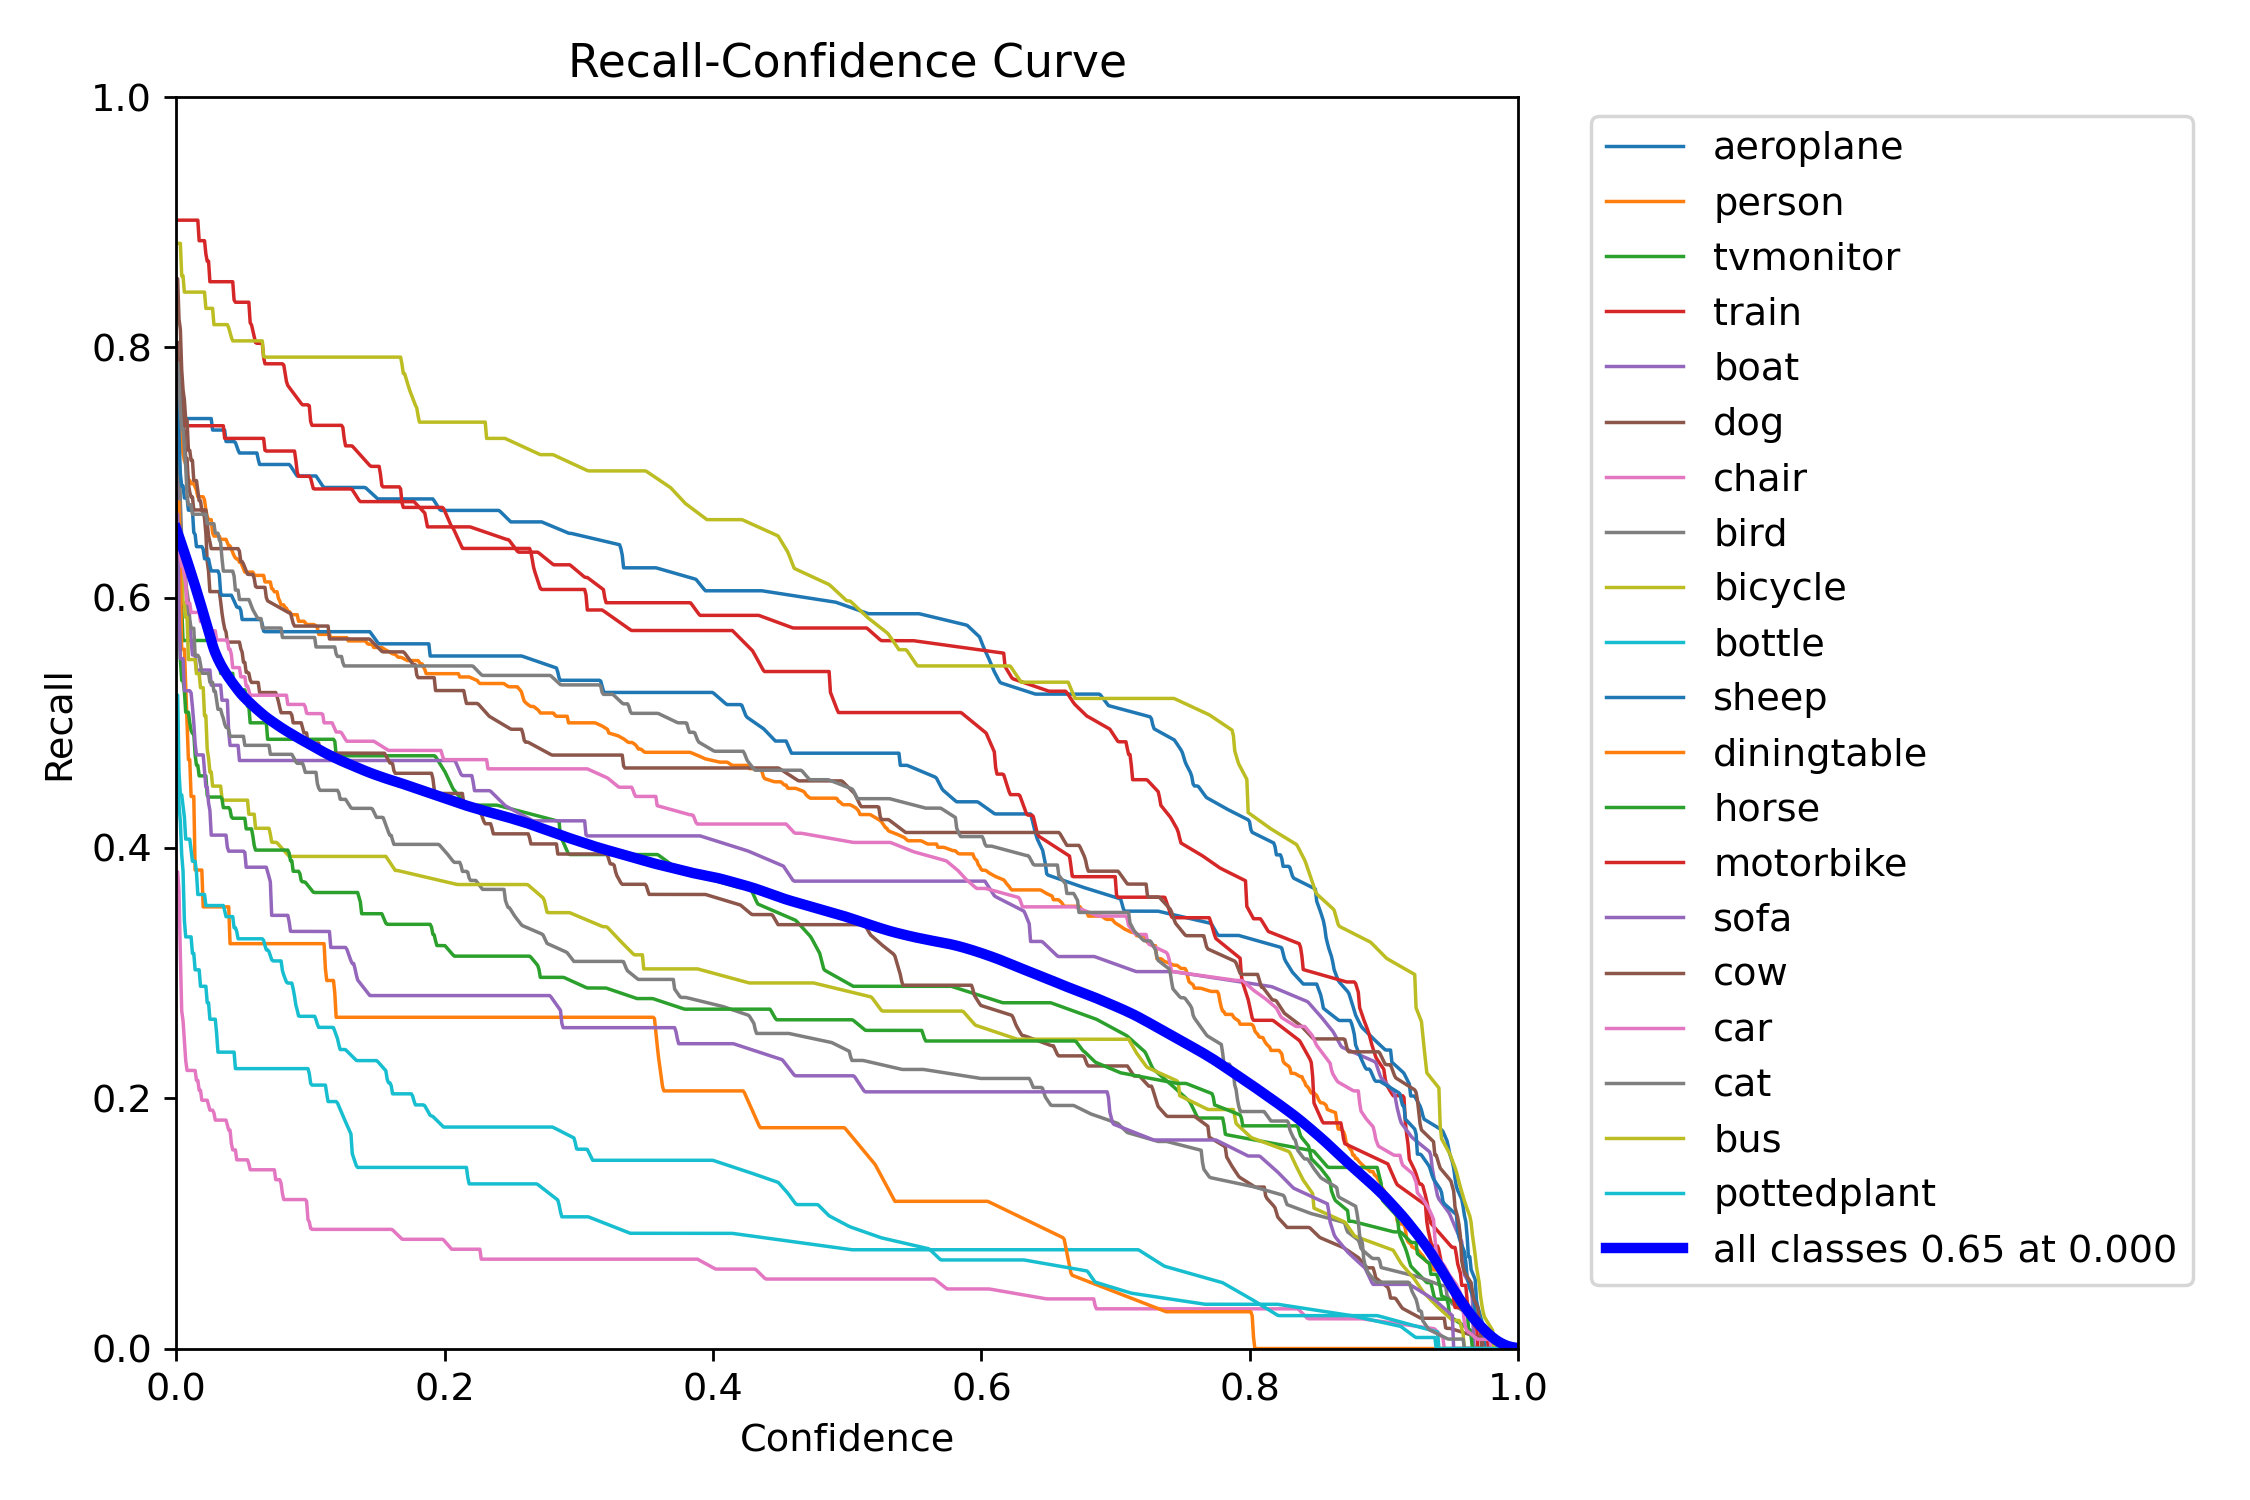 Recall-Confidence Curve
1.0
0.8
0.6
0.4
0.2
0.0
Recall
0.0 0.2 0.4 0.6 0.8 1.0
Confidence
aeroplane
person
tvmonitor
train
boat
dog
chair
bird
bicycle
bottle
sheep
diningtable
horse
motorbike
sofa
cow
car
cat
bus
pottedplant
all classes 0.65 at 0.000